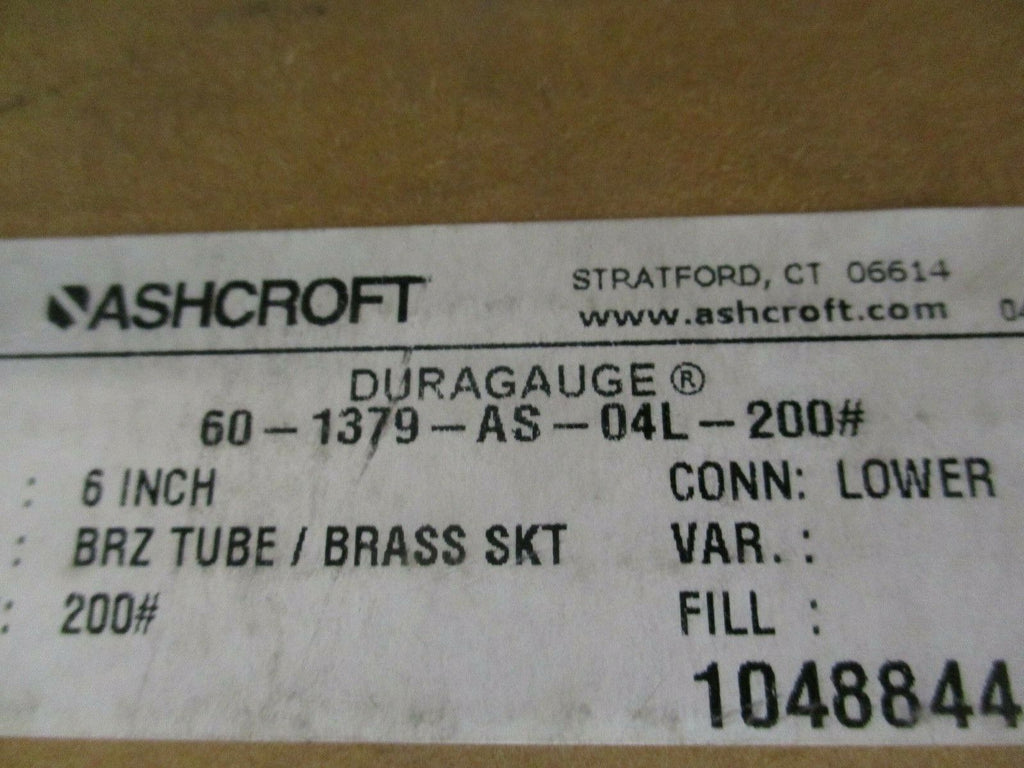 ASHCROFT
STRATFORD, CT 06614
www.ashcroft.com 04
DURAGAUGE®
60-1379-AS-04L-200#
: 6 INCH CONN: LOWER
: BRZ TUBE / BRASS SKT VAR. :
: 200# FILL :
1048844